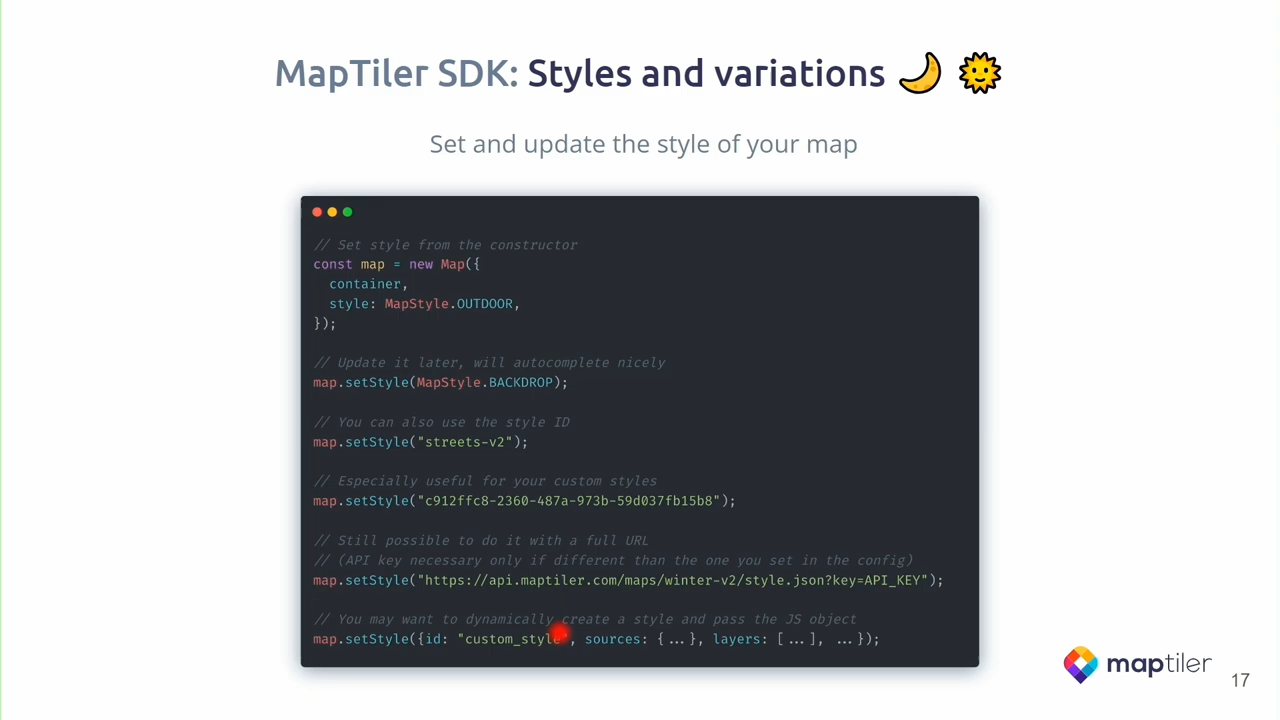 MapTiler SDK: Styles and variations 🌙 🌞
Set and update the style of your map
// Set style from the constructor
const map = new Map({
  container,
  style: MapStyle.OUTDOOR,
});
// Update it later, will autocomplete nicely
map.setStyle(MapStyle.BACKDROP);
// You can also use the style ID
map.setStyle("streets-v2");
// Especially useful for your custom styles
map.setStyle("c912ffc8-2360-487a-973b-59d037fb15b8");
// Still possible to do it with a full URL
// (API key necessary only if different than the one you set in the config)
map.setStyle("https://api.maptiler.com/maps/winter-v2/style.json?key=API_KEY");
// You may want to dynamically create a style and pass the JS object
map.setStyle({id: "custom_style", sources: {...}, layers: [...], ...});
maptiler
17